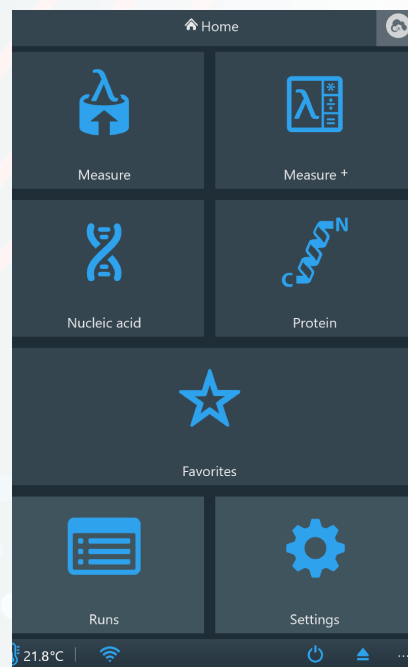 Home
λ
λ
*
÷
=
Measure
Measure +
N
C
Nucleic acid
Protein
Favorites
Runs
Settings
21.8°C
...